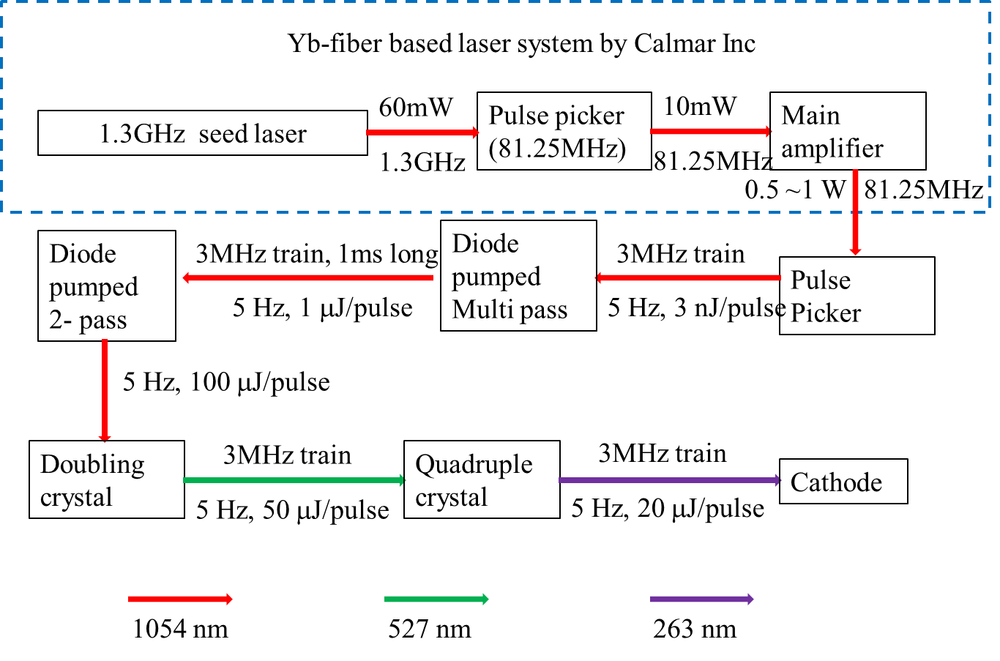 Yb-fiber based laser system by Calmar Inc
1.3GHz seed laser
60mW
1.3GHz
Pulse picker
(81.25MHz)
10mW
81.25MHz
Main
amplifier
0.5 ~1 W
81.25MHz
Diode
pumped
2- pass
3MHz train, 1ms long
5 Hz, 1 μJ/pulse
Diode
pumped
Multi pass
3MHz train
5 Hz, 3 nJ/pulse
Pulse
Picker
5 Hz, 100 μJ/pulse
Doubling
crystal
3MHz train
5 Hz, 50 μJ/pulse
Quadruple
crystal
3MHz train
5 Hz, 20 μJ/pulse
Cathode
1054 nm
527 nm
263 nm